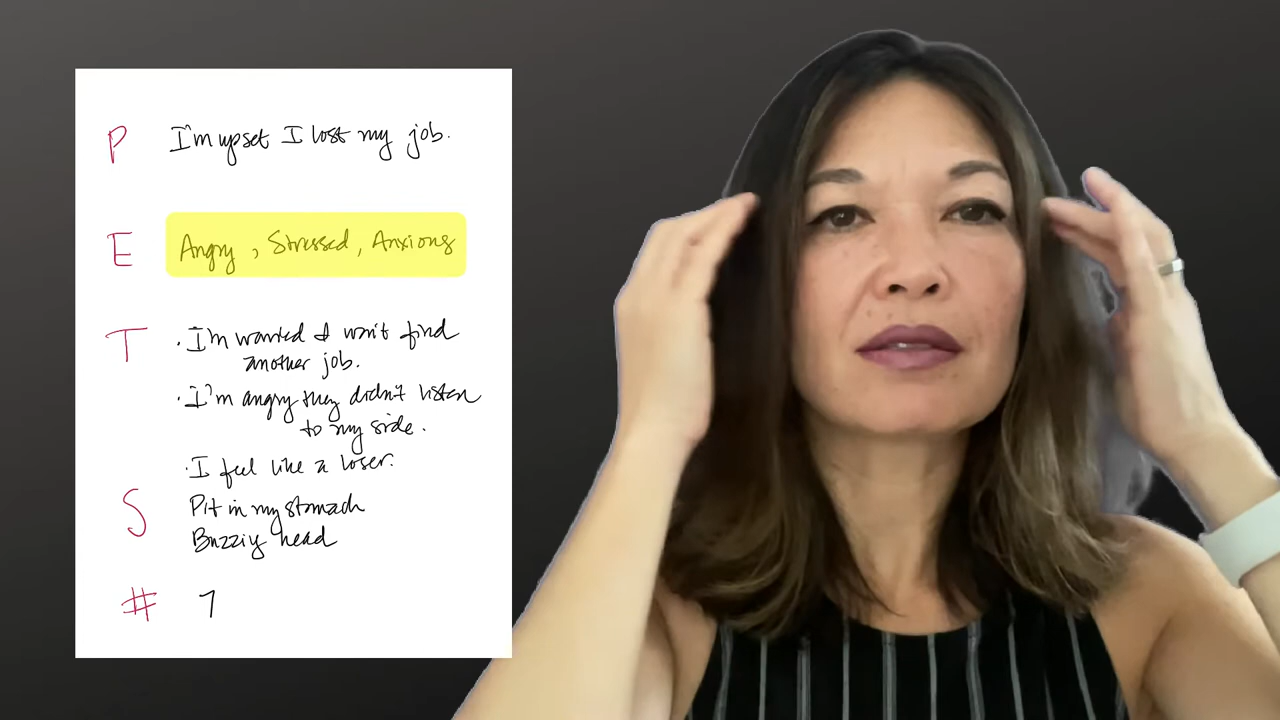 P I'm upset I lost my job.
E Angry, Stressed, Anxious
T · I'm worried I won't find
another job.
· I'm angry they didn't listen
to my side.
· I feel like a loser.
S Pit in my stomach
Buzziy head
# 7